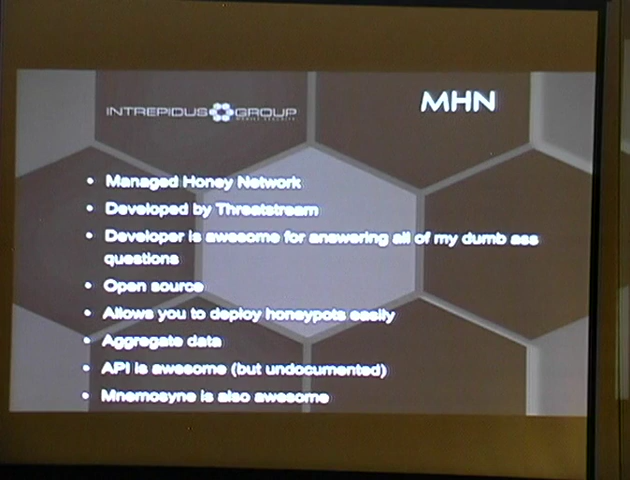 INTREPIDUS GROUP
MHN
• Managed Honey Network
• Developed by Threatstream
• Developer is awesome for answering all of my dumb ass
questions
• Open source
• Allows you to deploy honeypots easily
• Aggregate data
• API is awesome (but undocumented)
• Mnemosyne is also awesome